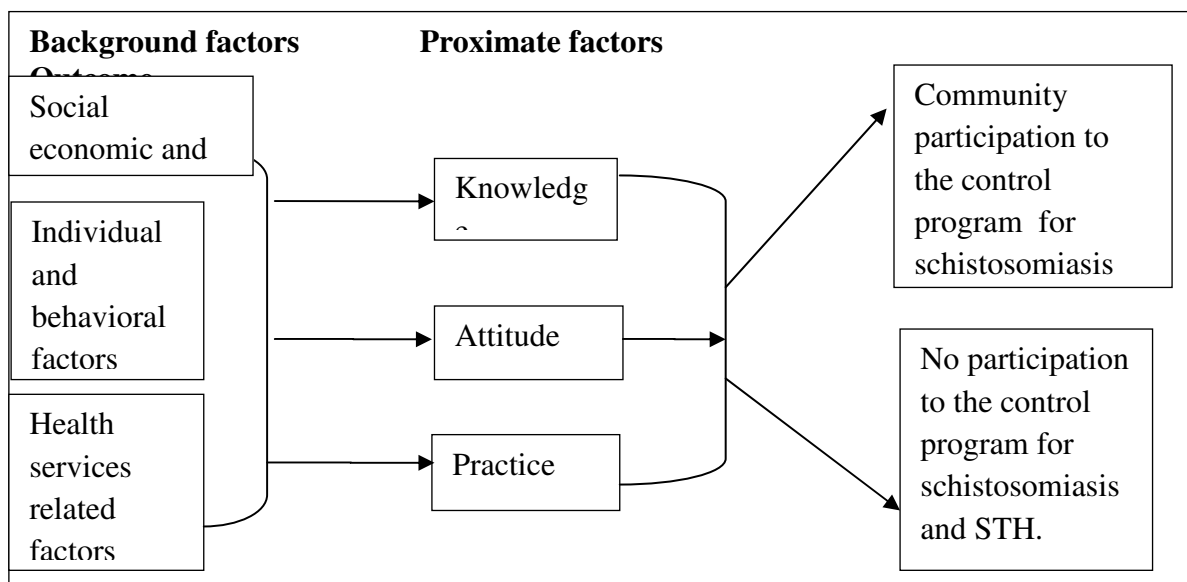 Background factors Proximate factors
Social
economic and
Individual
and
behavioral
factors
Health
services
related
factors
Knowledg
Attitude
Practice
Community
participation to
the control
program for
schistosomiasis
No participation
to the control
program for
schistosomiasis
and STH.